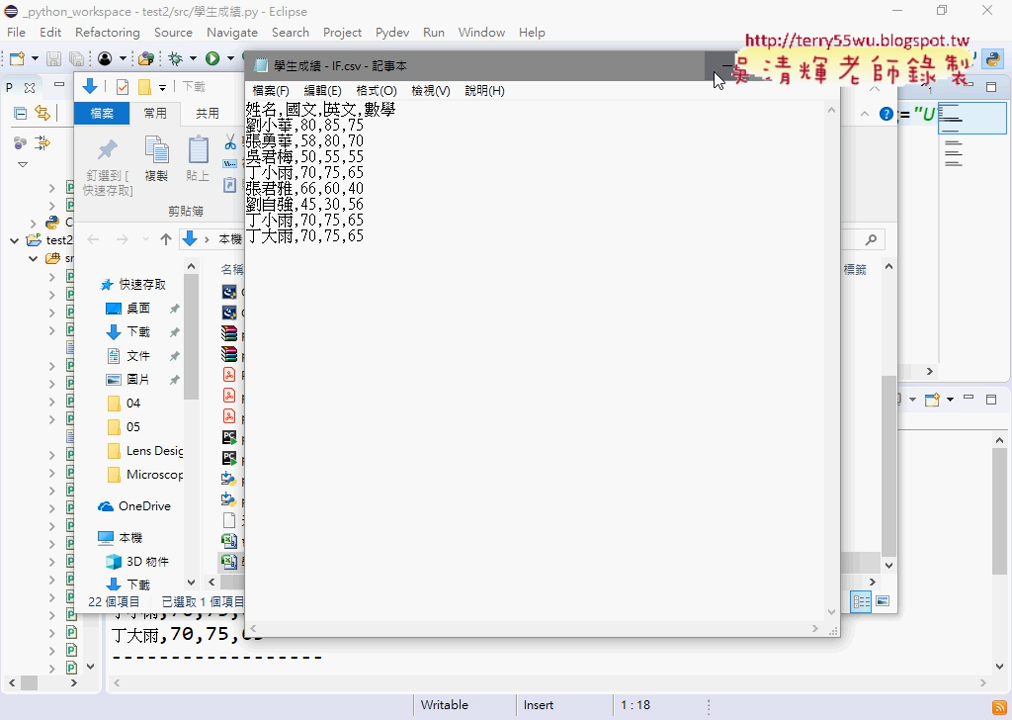 _python_workspace - test2/src/學生成績.py - Eclipse
File Edit Refactoring Source Navigate Search Project Pydev Run Window Help
http://terry55wu.blogspot.tw
吳清輝老師錄製
P
學生成績 - IF.csv - 記事本
下載
檔案(F) 編輯(E) 格式(O) 檢視(V) 說明(H)
檔案 常用 共用
姓名,國文,英文,數學
劉小華,80,85,75
張勇華,58,80,70
吳君梅,50,55,55
丁小雨,70,75,65
張君雅,66,60,40
劉自強,45,30,56
丁小雨,70,75,65
丁大雨,70,75,65
="U
釘選到 [
快速存取]
複製
貼上
剪貼簿
test2
本機
名稱
標籤
快速存取
桌面
下載
文件
圖片
04
05
Lens Desig
Microscop
OneDrive
本機
3D 物件
下載
22 個項目 已選取 1 個項目
丁大雨,70,75,65
------------------
Writable Insert 1 : 18